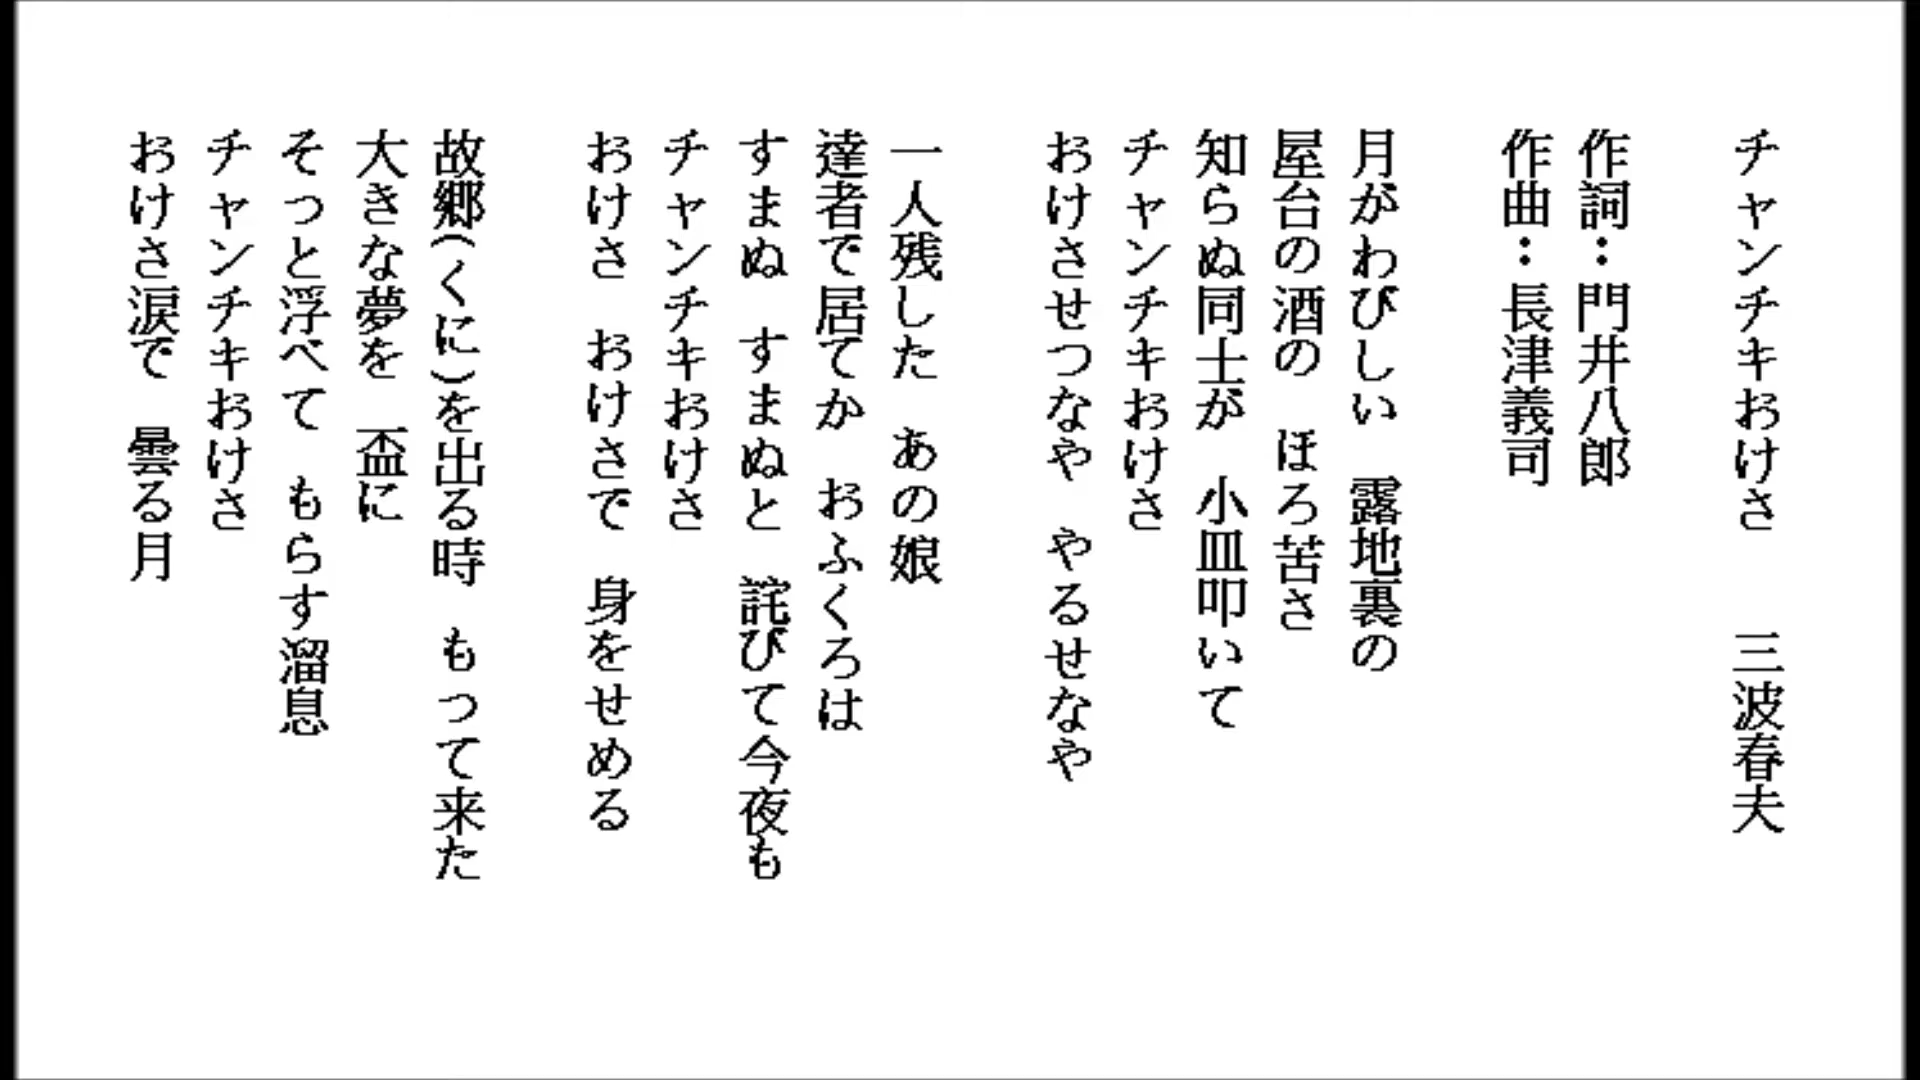 チャンチキおけさ　三波春夫
作詞：門井八郎
作曲：長津義司
月がわびしい　露地裏の
屋台の酒の　ほろ苦さ
知らぬ同士が　小皿叩いて
チャンチキおけさ
おけさせつなや　やるせなや
一人残した　あの娘
達者で居てか　おふくろは
すまぬ　すまぬと　詫びて今夜も
チャンチキおけさ
おけさ　おけさで　身をせめる
故郷(くに)を出る時　もって来た
大きな夢を　盃に
そっと浮べて　もらす溜息
チャンチキおけさ
おけさ涙で　曇る月